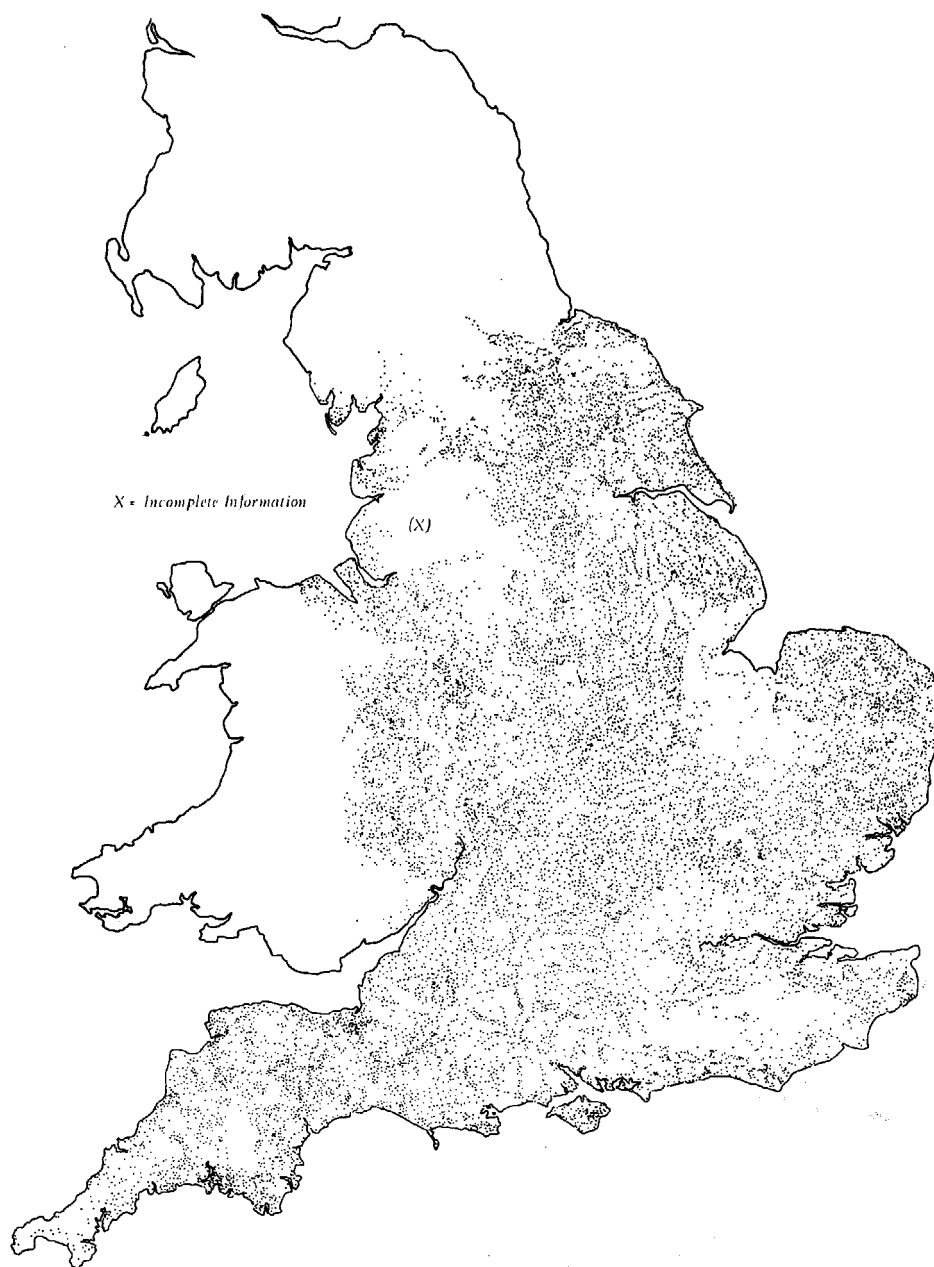 X = Incomplete Information
(X)